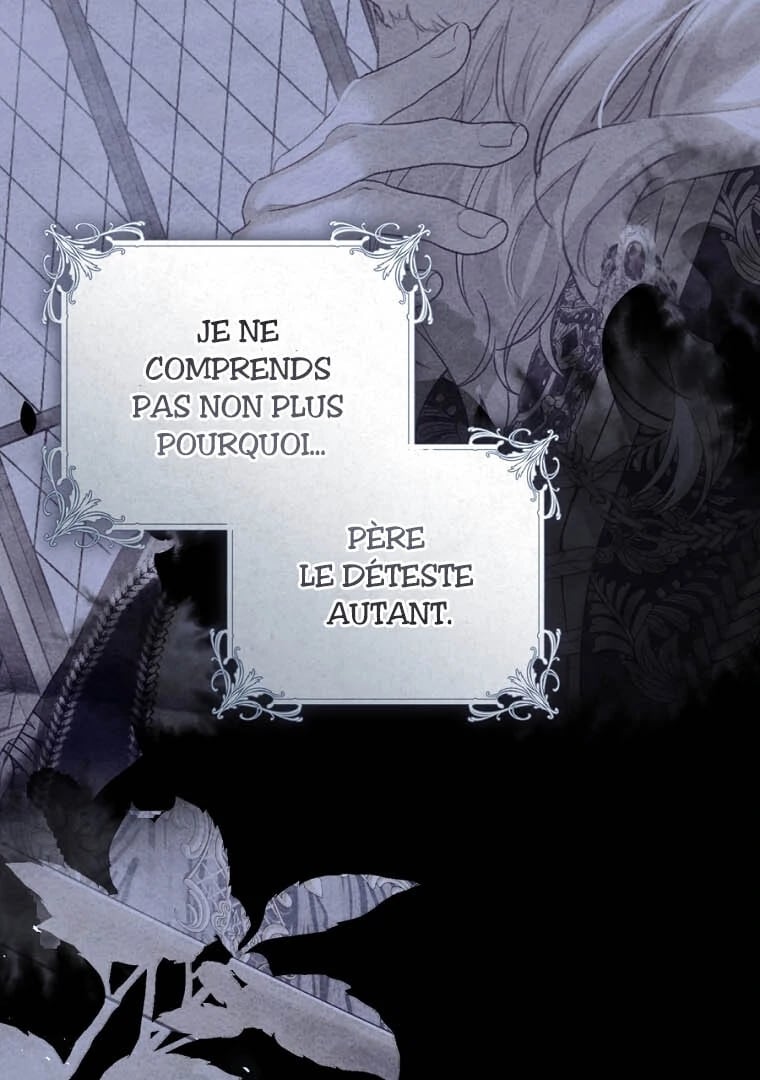 JE NE
COMPRENDS
PAS NON PLUS
POURQUOI...
PÈRE
LE DÉTESTE
AUTANT.